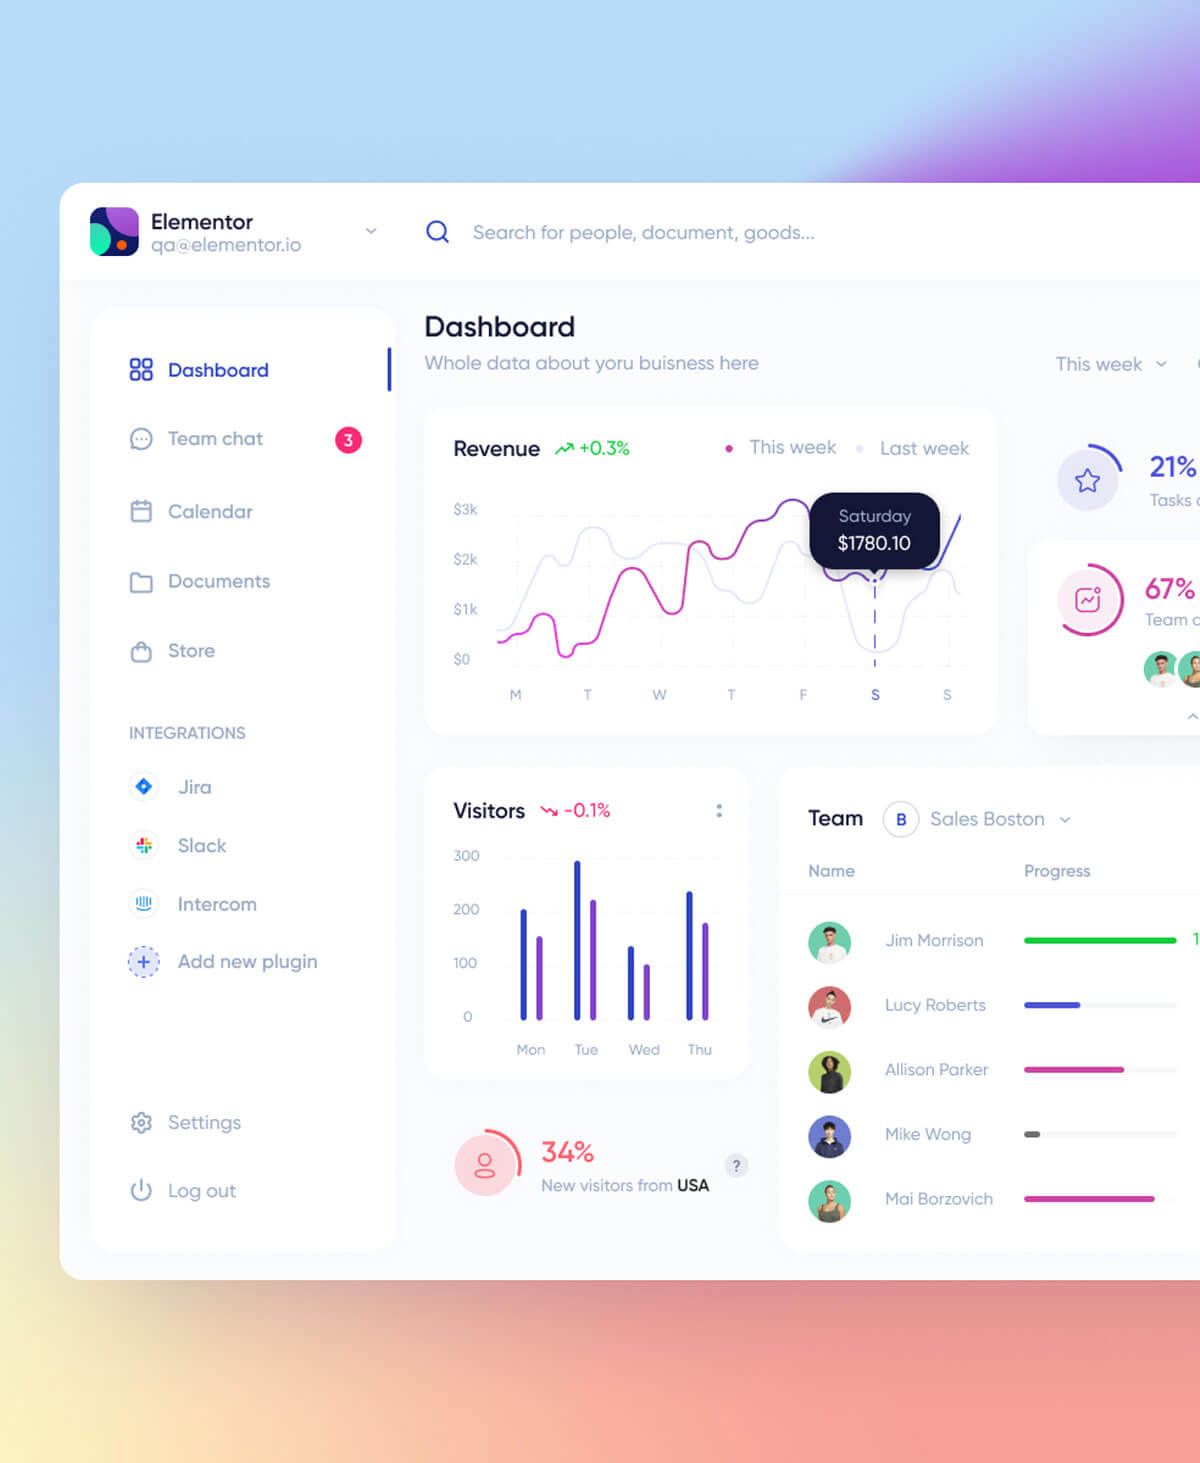 Elementor
qa@elementor.io
Search for people, document, goods...
Dashboard
Team chat
3
Calendar
Documents
Store
INTEGRATIONS
Jira
Slack
Intercom
Add new plugin
Settings
Log out
Dashboard
Whole data about yoru buisness here
This week
Revenue +0.3%
This week
Last week
$3k
$2k
$1k
$0
Saturday
$1780.10
M T W T F S S
21%
Tasks
67%
Team
Visitors -0.1%
300
200
100
0
Mon Tue Wed Thu
34%
New visitors from USA
?
Team B Sales Boston
Name Progress
Jim Morrison
Lucy Roberts
Allison Parker
Mike Wong
Mai Borzovich